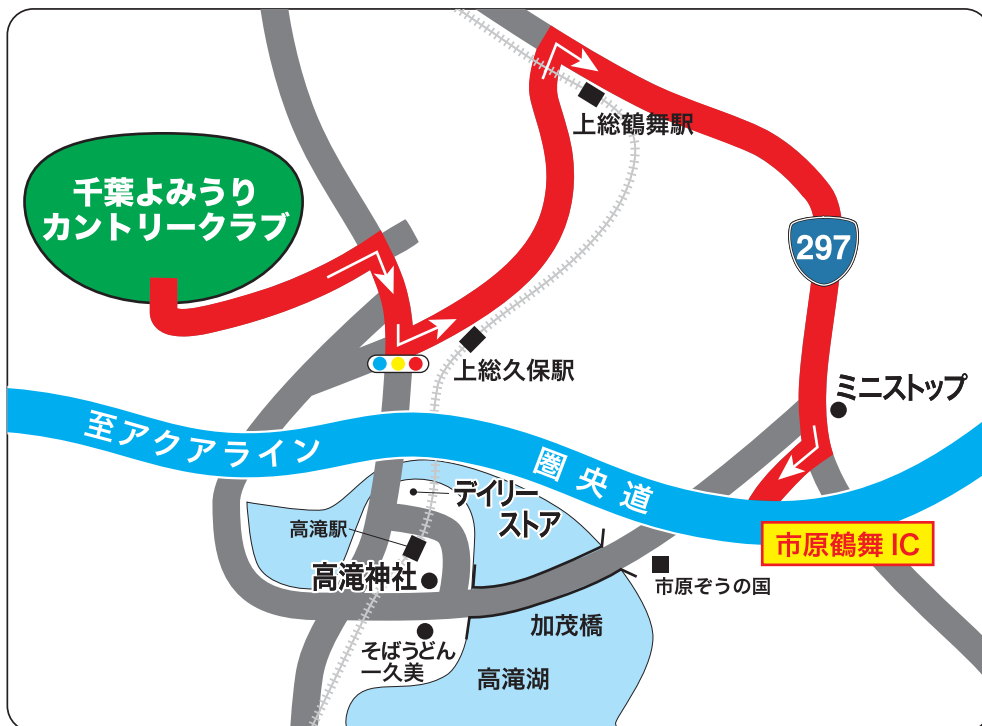 上総鶴舞駅
千葉よみうり
カントリークラブ
297
上総久保駅
ミニストップ
至アクアライン
圏央道
デイリー
ストア
高滝駅
市原鶴舞 IC
高滝神社
市原ぞうの国
加茂橋
そばうどん
一久美
高滝湖